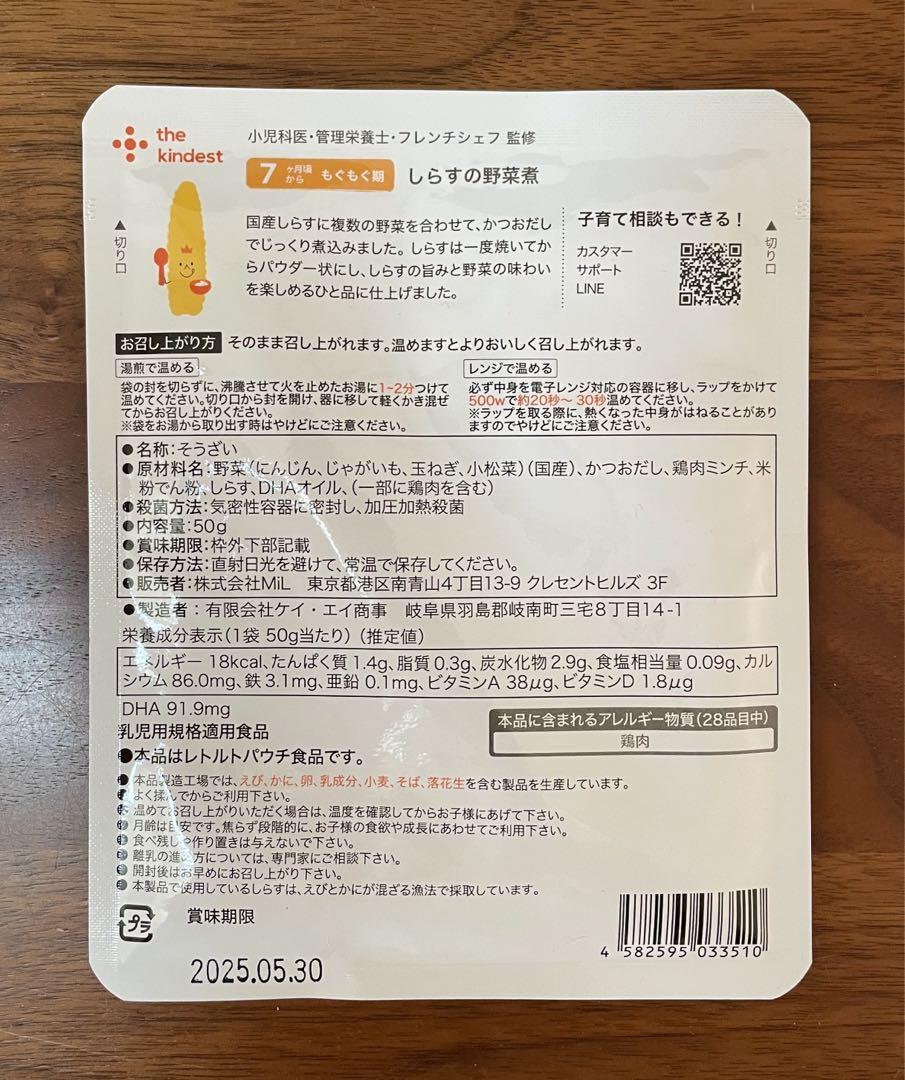 the
kindest
小児科医・管理栄養士・フレンチシェフ 監修
7ヶ月頃から もぐもぐ期 しらすの野菜煮
国産しらすに複数の野菜を合わせて、かつおだし
でじっくり煮込みました。しらすは一度焼いてか
らパウダー状にし、しらすの旨みと野菜の味わい
を楽しめるひと品に仕上げました。
子育て相談もできる!
カスタマー
サポート
LINE
▲切り口
▲切り口
お召し上がり方 そのまま召し上がれます。温めますとよりおいしく召し上がれます。
湯煎で温める
袋の封を切らずに、沸騰させて火を止めたお湯に1~2分つけて
温めてください。切り口から封を開け、器に移して軽くかき混ぜ
てからお召し上がりください。
※袋をお湯から取り出す時はやけどにご注意ください。
レンジで温める
必ず中身を電子レンジ対応の容器に移し、ラップをかけて
500wで約20秒~30秒温めてください。
※ラップを取る際に、熱くなった中身がはねることがあり
ますのでやけどにご注意ください。
●名称:そうざい
●原材料名:野菜(にんじん、じゃがいも、玉ねぎ、小松菜)(国産)、かつおだし、鶏肉ミンチ、米
粉でん粉、しらす、DHAオイル、(一部に鶏肉を含む)
●殺菌方法:気密性容器に密封し、加圧加熱殺菌
●内容量:50g
●賞味期限:枠外下部記載
●保存方法:直射日光を避けて、常温で保存してください。
●販売者:株式会社MiL 東京都港区南青山4丁目13-9 クレセントヒルズ 3F
●製造者:有限会社ケイ・エイ商事 岐阜県羽島郡岐南町三宅8丁目14-1
栄養成分表示(1袋 50g当たり)(推定値)
エネルギー 18kcal、たんぱく質 1.4g、脂質 0.3g、炭水化物 2.9g、食塩相当量 0.09g、カル
シウム 86.0mg、鉄 3.1mg、亜鉛 0.1mg、ビタミンA 38μg、ビタミンD 1.8μg
DHA 91.9mg
乳児用規格適用食品
●本品はレトルトパウチ食品です。
本品に含まれるアレルギー物質(28品目中)
鶏肉
●本品製造工場では、えび、かに、卵、乳成分、小麦、そば、落花生を含む製品を生産しています。
●よく揉んでからご利用下さい。
●温めてお召し上がりいただく場合は、温度を確認してからお子様にあげて下さい。
●月齢は目安です。焦らず段階的に、お子様の食欲や成長にあわせてご利用下さい。
●食べ残しや作り置きは与えないで下さい。
●離乳の進め方については、専門家にご相談下さい。
●開封後はお早めにお召し上がり下さい。
●本製品で使用しているしらすは、えびとかにが混ざる漁法で採取しています。
プラ
賞味期限
2025.05.30
4 582595 033510